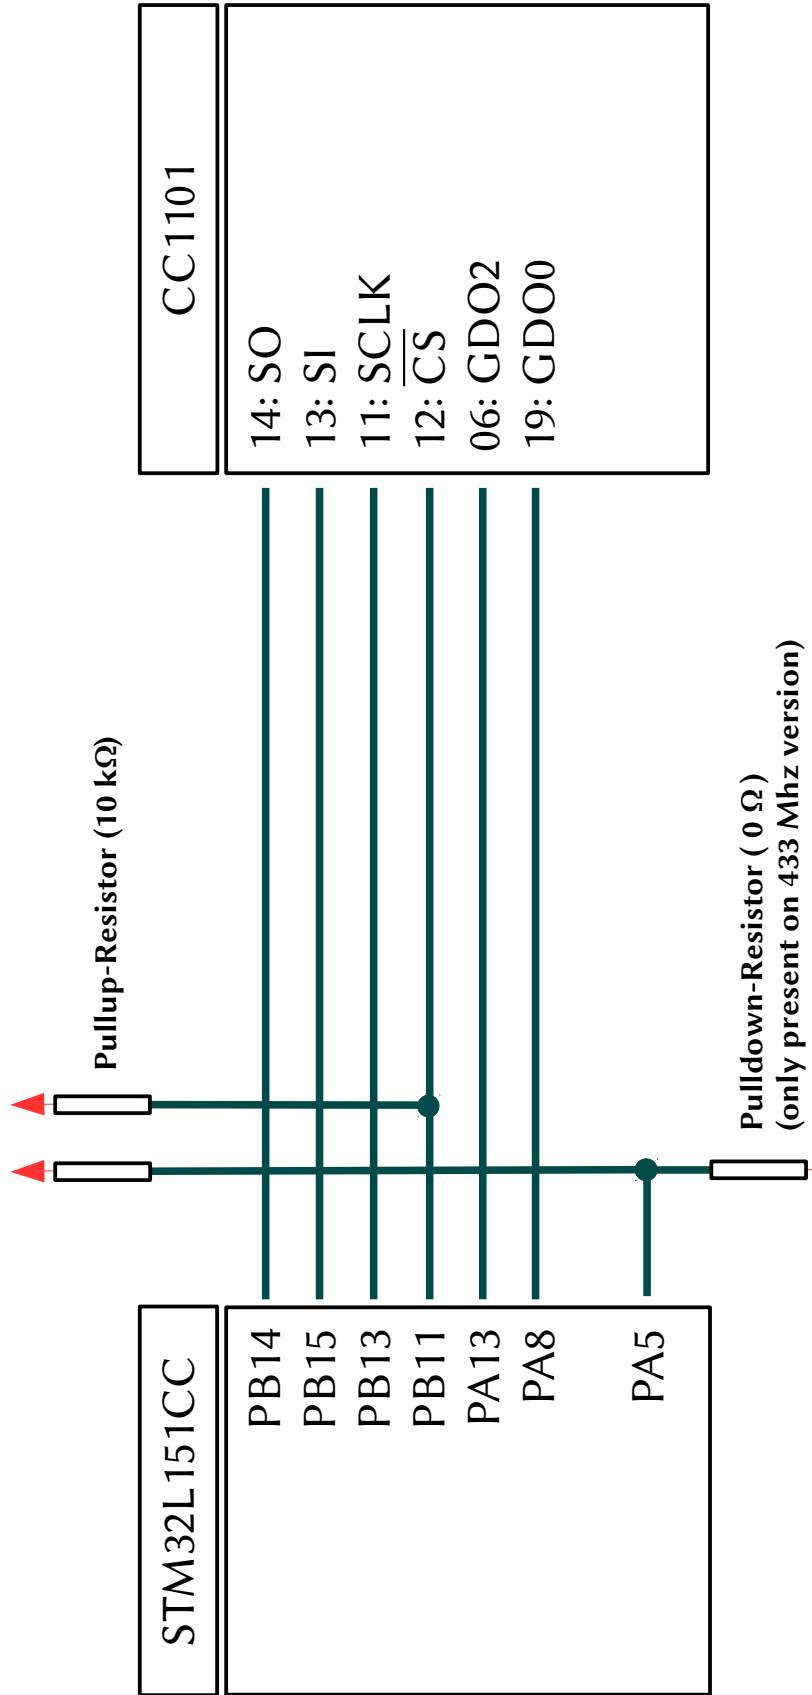 STM32L151CC
CC1101
Pullup-Resistor (10 kΩ)
PB14
14: SO
PB15
13: SI
PB13
11: SCLK
PB11
12: C̅S̅
PA13
06: GDO2
PA8
19: GDO0
PA5
Pulldown-Resistor ( 0 Ω )
(only present on 433 Mhz version)